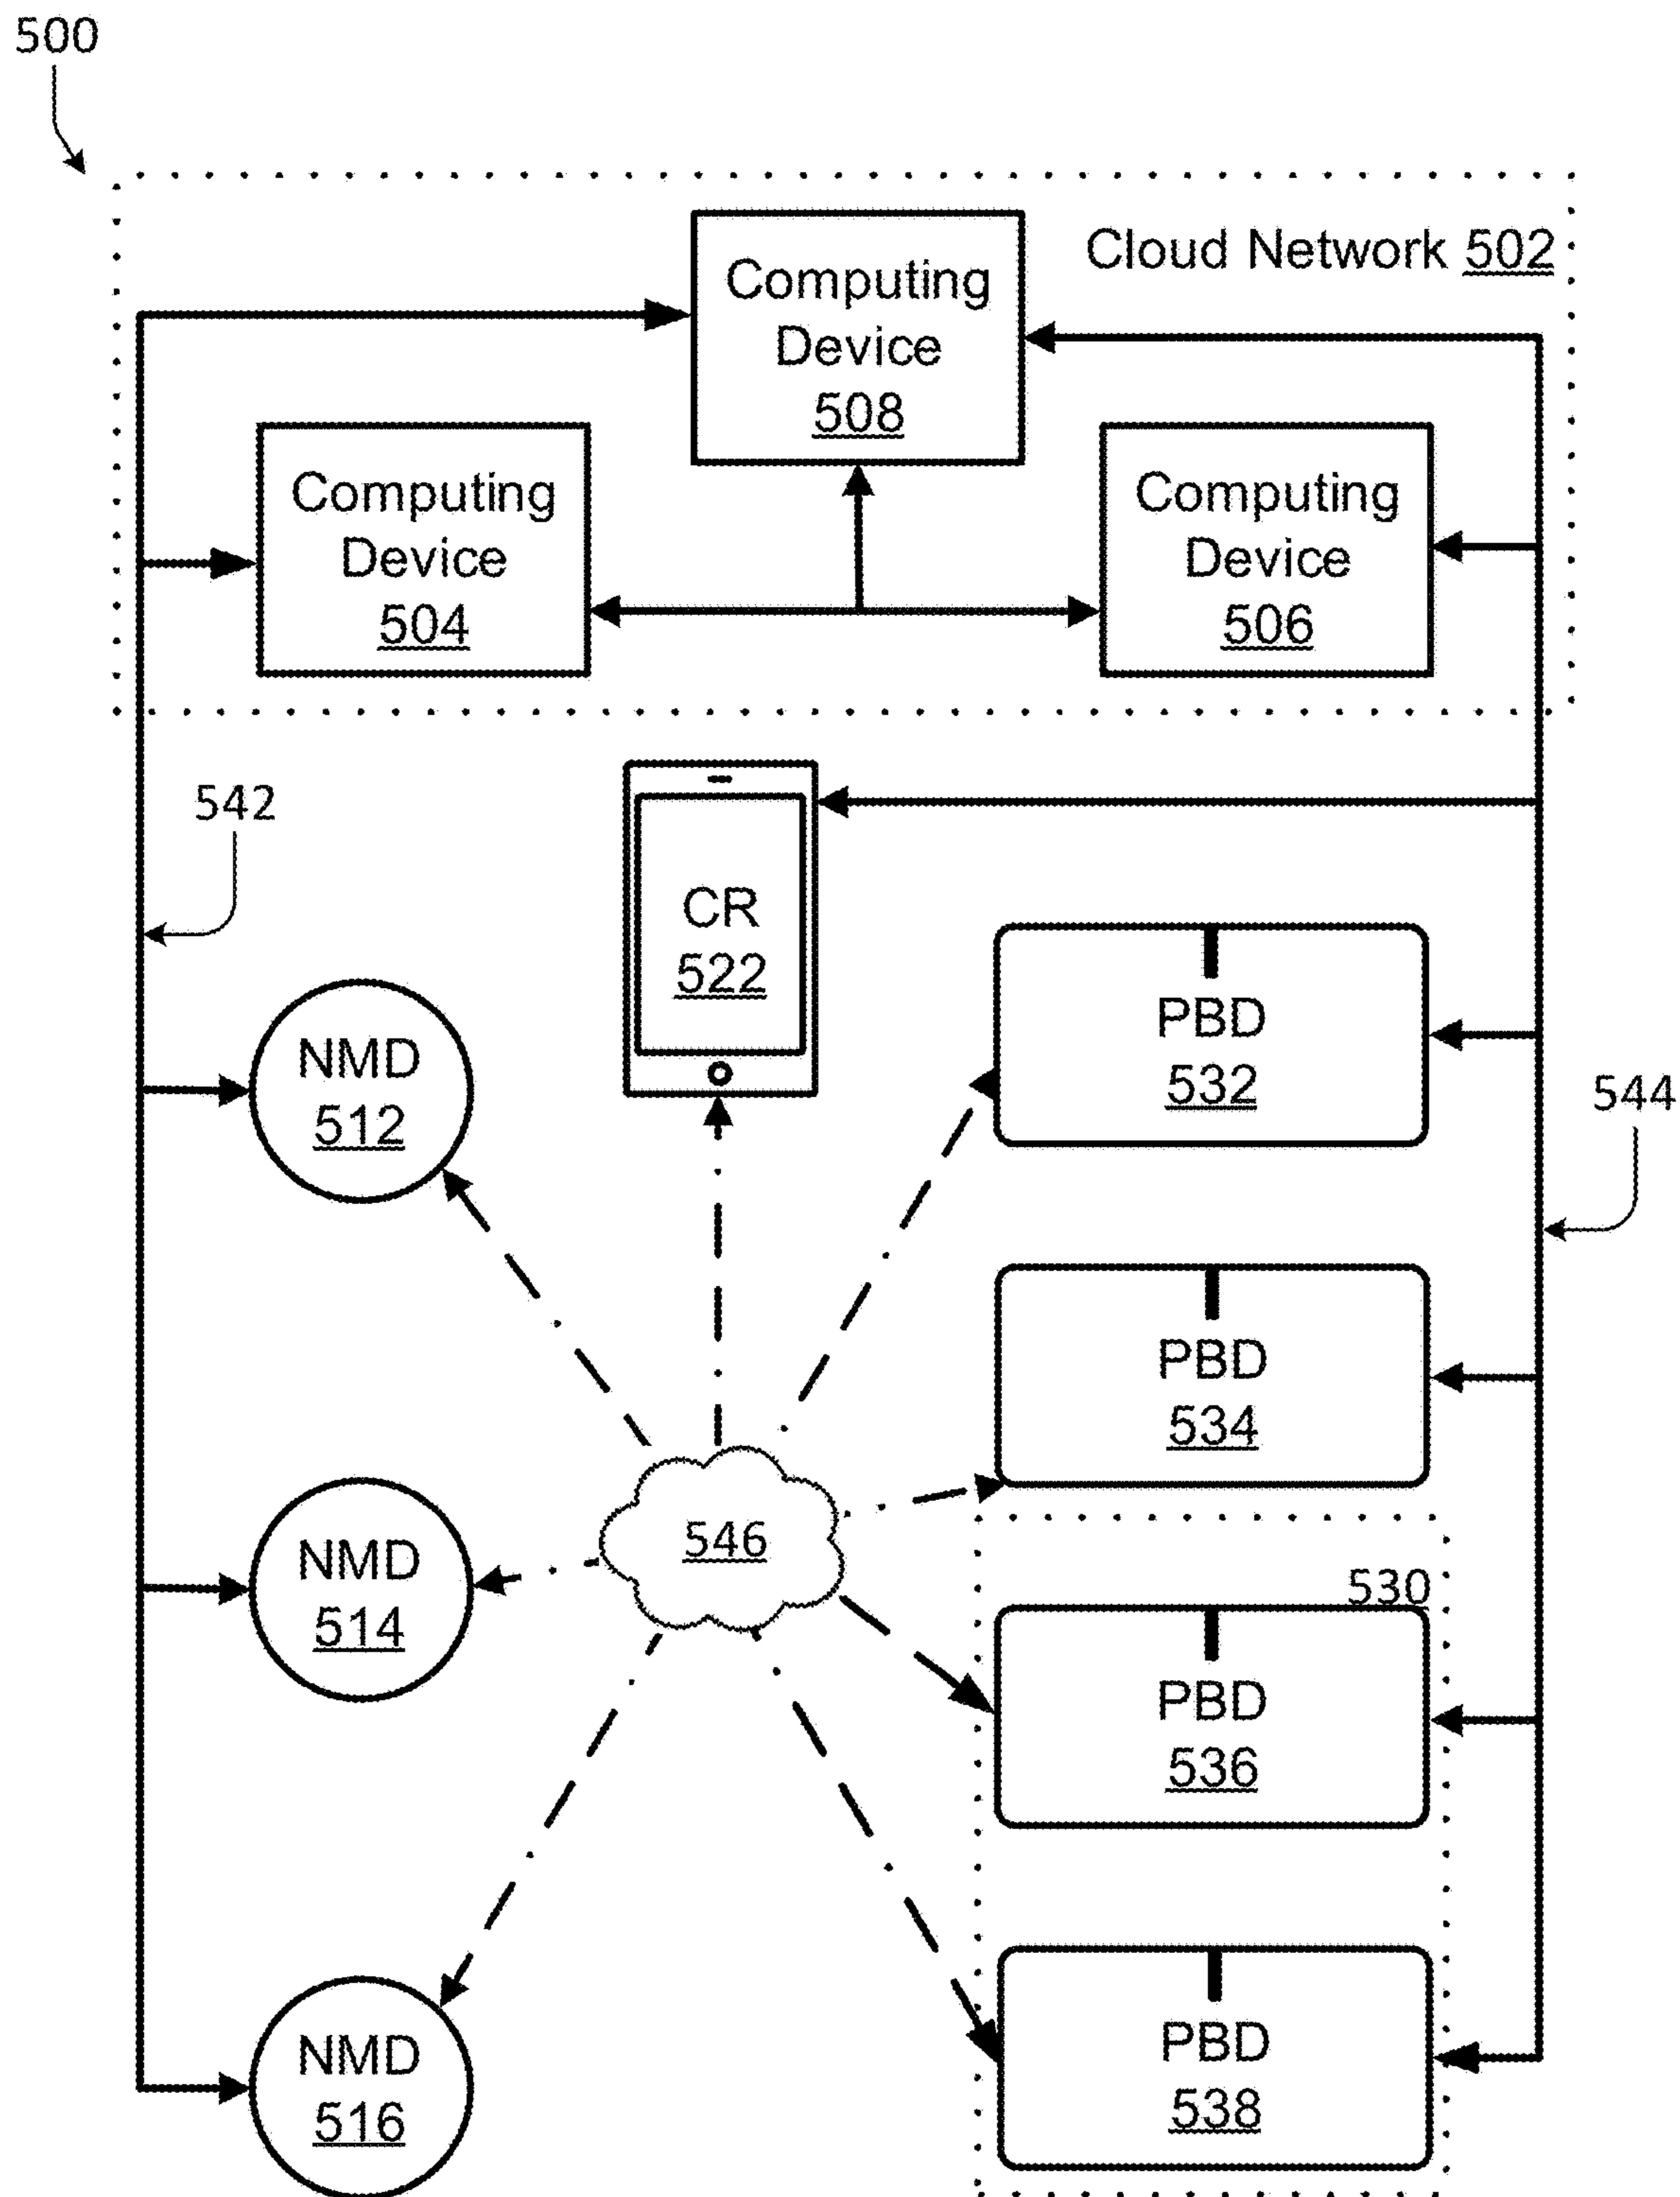 500
Cloud Network 502
Computing
Device
508
Computing
Device
504
Computing
Device
506
542
CR
522
NMD
512
PBD
532
544
PBD
534
NMD
514
546
530
PBD
536
NMD
516
PBD
538